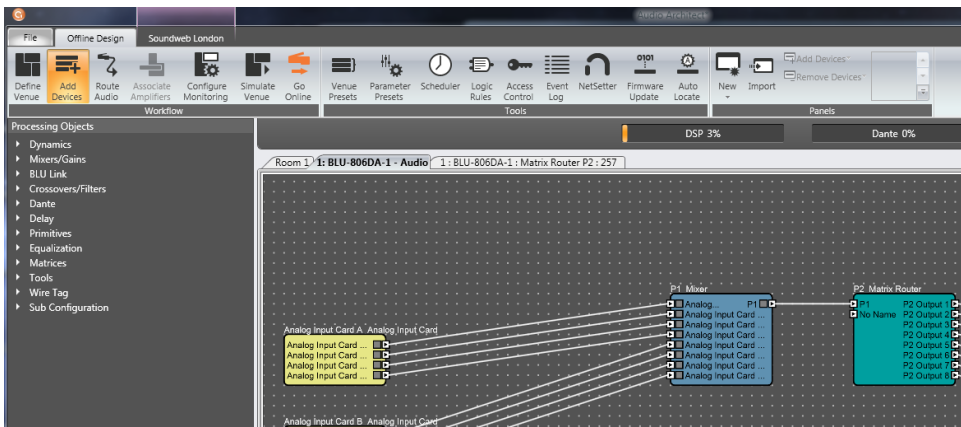 Audio Architect
File Offline Design Soundweb London
Define Venue
Add Devices
Route Audio
Associate Amplifiers
Configure Monitoring
Simulate Venue
Go Online
Workflow
Venue Presets
Parameter Presets
Scheduler
Logic Rules
Access Control
Event Log
NetSetter
0101
Firmware Update
Auto Locate
Tools
New
Import
Add Devices
Remove Devices
Panels
Processing Objects
DSP 3% Dante 0%
Dynamics
Mixers/Gains
BLU Link
Crossovers/Filters
Dante
Delay
Primitives
Equalization
Matrices
Tools
Wire Tag
Sub Configuration
Room 1 1: BLU-806DA-1 - Audio 1 : BLU-806DA-1 : Matrix Router P2 : 257
Analog Input Card A Analog Input Card
Analog Input Card ...
Analog Input Card ...
Analog Input Card ...
Analog Input Card ...
Analog Input Card B Analog Input Card
P1 Mixer
Analog... P1
Analog Input Card ...
Analog Input Card ...
Analog Input Card ...
Analog Input Card ...
Analog Input Card ...
Analog Input Card ...
Analog Input Card ...
P2 Matrix Router
P1 P2 Output 1
No Name P2 Output 2
P2 Output 3
P2 Output 4
P2 Output 5
P2 Output 6
P2 Output 7
P2 Output 8